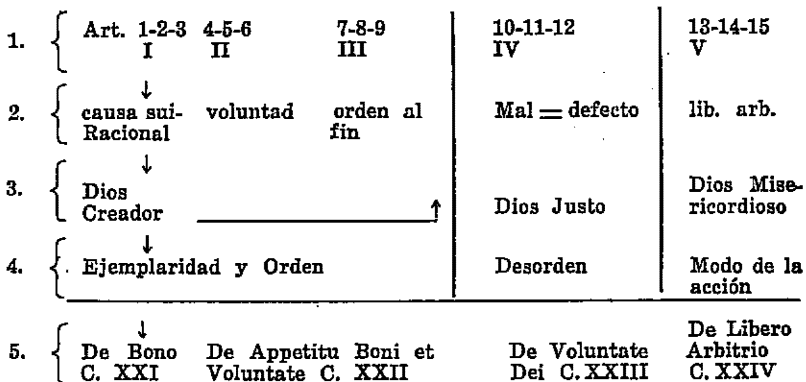 1. { Art. 1-2-3 4-5-6 7-8-9 10-11-12 13-14-15
I II III IV V
↓
2. { causa sui- voluntad orden al Mal = defecto lib. arb.
Racional fin
↓
3. { Dios Dios Mise-
Creador ↑ Dios Justo ricordioso
↓
4. { Ejemplaridad y Orden Desorden Modo de la
acción
↓
De Libero
5. { De Bono De Appetitu Boni et De Voluntate Arbitrio
C. XXI Voluntate C. XXII Dei C. XXIII C. XXIV